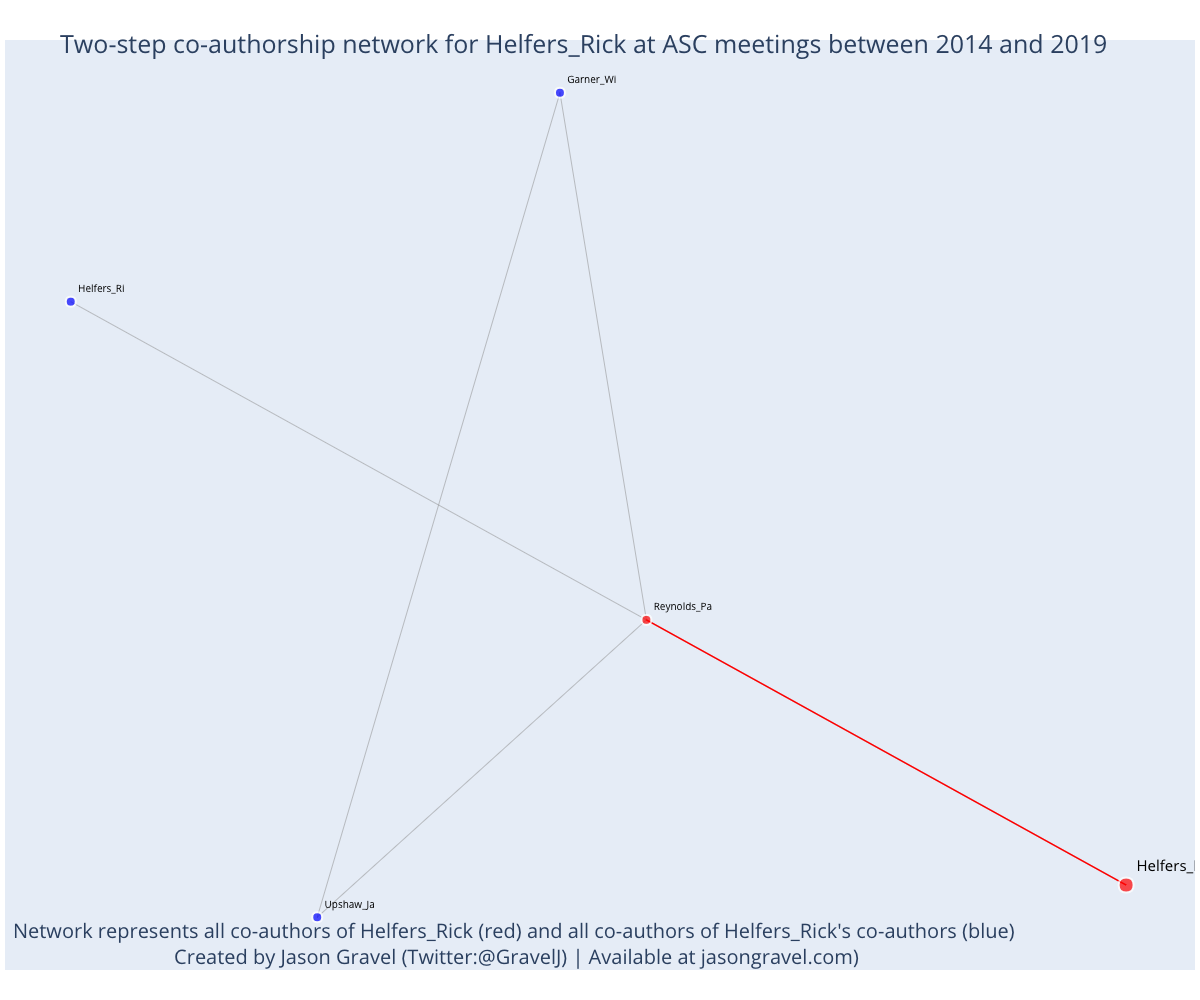 Two-step co-authorship network for Helfers_Rick at ASC meetings between 2014 and 2019
Garner_Wi
Helfers_Ri
Reynolds_Pa
Helfers_
Upshaw_Ja
Network represents all co-authors of Helfers_Rick (red) and all co-authors of Helfers_Rick's co-authors (blue)
Created by Jason Gravel (Twitter:@GravelJ) | Available at jasongravel.com)